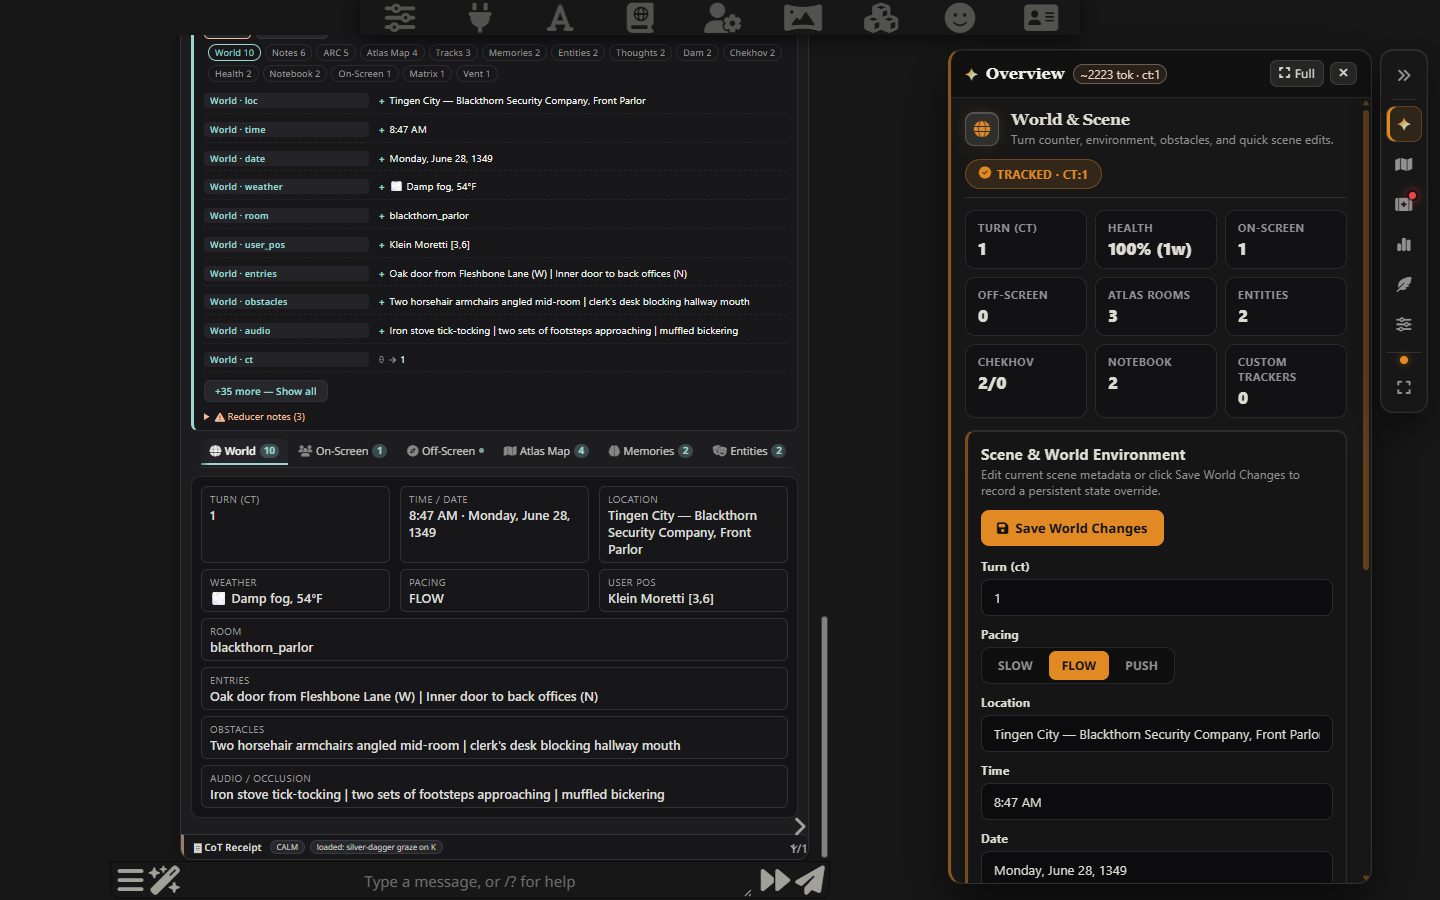 World 10
Notes 6
ARC 5
Atlas Map 4
Tracks 3
Memories 2
Entities 2
Thoughts 2
Dam 2
Chekhov 2
Health 2
Notebook 2
On-Screen 1
Matrix 1
Vent 1
World · loc + Tingen City — Blackthorn Security Company, Front Parlor
World · time + 8:47 AM
World · date + Monday, June 28, 1349
World · weather + Damp fog, 54°F
World · room + blackthorn_parlor
World · user_pos + Klein Moretti [3,6]
World · entries + Oak door from Fleshbone Lane (W) | Inner door to back offices (N)
World · obstacles + Two horsehair armchairs angled mid-room | clerk's desk blocking hallway mouth
World · audio + Iron stove tick-tocking | two sets of footsteps approaching | muffled bickering
World · ct 0 → 1
+35 more — Show all
Reducer notes (3)
World 10
On-Screen 1
Off-Screen
Atlas Map 4
Memories 2
Entities 2
TURN (CT)
1
TIME / DATE
8:47 AM · Monday, June 28,
1349
LOCATION
Tingen City — Blackthorn
Security Company, Front
Parlor
WEATHER
Damp fog, 54°F
PACING
FLOW
USER POS
Klein Moretti [3,6]
ROOM
blackthorn_parlor
ENTRIES
Oak door from Fleshbone Lane (W) | Inner door to back offices (N)
OBSTACLES
Two horsehair armchairs angled mid-room | clerk's desk blocking hallway mouth
AUDIO / OCCLUSION
Iron stove tick-tocking | two sets of footsteps approaching | muffled bickering
CoT Receipt
CALM
loaded: silver-dagger graze on K
1/1
Type a message, or /? for help
Overview
~2223 tok · ct:1
Full
World & Scene
Turn counter, environment, obstacles, and quick scene edits.
TRACKED · CT:1
TURN (CT)
1
HEALTH
100% (1w)
ON-SCREEN
1
OFF-SCREEN
0
ATLAS ROOMS
3
ENTITIES
2
CHEKHOV
2/0
NOTEBOOK
2
CUSTOM
TRACKERS
0
Scene & World Environment
Edit current scene metadata or click Save World Changes to
record a persistent state override.
Save World Changes
Turn (ct)
1
Pacing
SLOW
FLOW
PUSH
Location
Tingen City — Blackthorn Security Company, Front Parlo
Time
8:47 AM
Date
Monday, June 28, 1349